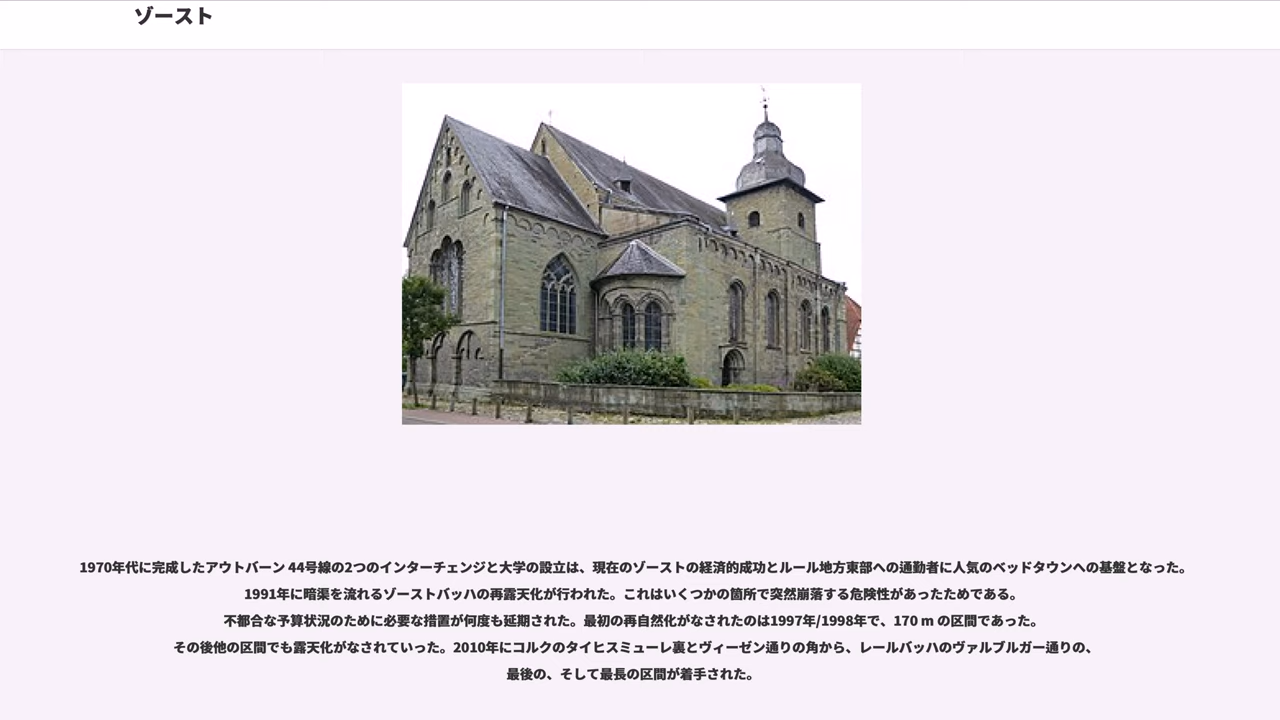 ゾースト
1970年代に完成したアウトバーン 44号線の2つのインターチェンジと大学の設立は、現在のゾーストの経済的成功とルール地方東部への通勤者に人気のベッドタウンへの基盤となった。
1991年に暗渠を流れるゾーストバッハの再露天化が行われた。これはいくつかの箇所で突然崩落する危険性があったためである。
不都合な予算状況のために必要な措置が何度も延期された。最初の再自然化がなされたのは1997年/1998年で、170 m の区間であった。
その後他の区間でも露天化がなされていった。2010年にコルクのタイヒスミューレ裏とヴィーゼン通りの角から、レールバッハのヴァルブルガー通りの、
最後の、そして最長の区間が着手された。